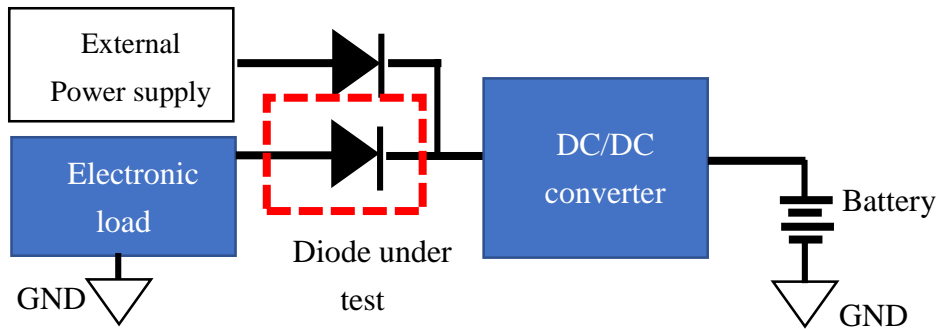 External
Power supply
Electronic
load
GND
Diode under
test
DC/DC
converter
Battery
GND